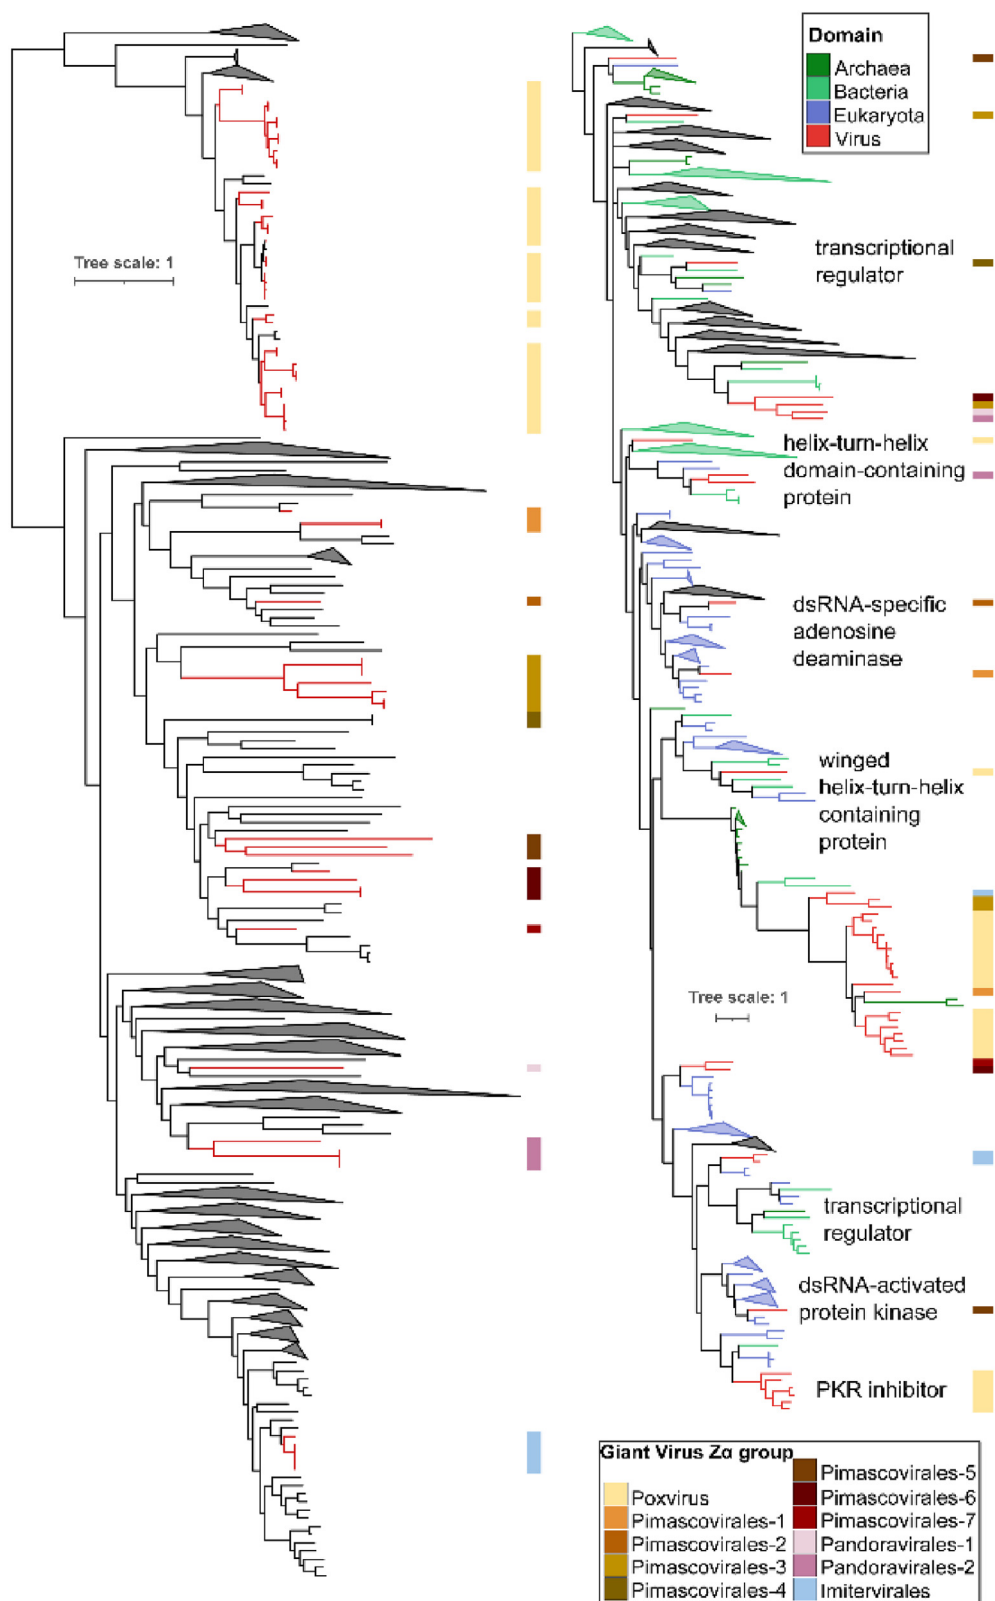 Domain
Archaea
Bacteria
Eukaryota
Virus
Tree scale: 1
transcriptional
regulator
helix-turn-helix
domain-containing
protein
dsRNA-specific
adenosine
deaminase
winged
helix-turn-helix
containing
protein
Tree scale: 1
transcriptional
regulator
dsRNA-activated
protein kinase
PKR inhibitor
Giant Virus Zα group
Poxvirus
Pimascovirales-1
Pimascovirales-2
Pimascovirales-3
Pimascovirales-4
Pimascovirales-5
Pimascovirales-6
Pimascovirales-7
Pandoravirales-1
Pandoravirales-2
Imitervirales